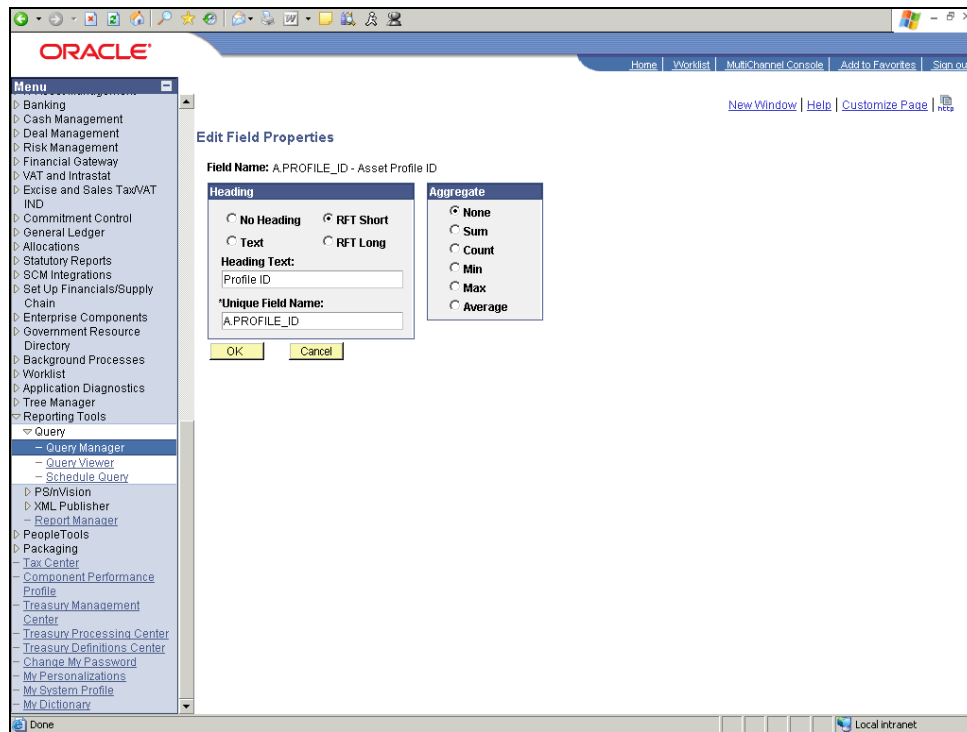 ORACLE
Home | Worklist | MultiChannel Console | Add to Favorites | Sign ou
Menu
Banking
Cash Management
Deal Management
Risk Management
Financial Gateway
VAT and Intrastat
Excise and Sales Tax/VAT
IND
Commitment Control
General Ledger
Allocations
Statutory Reports
SCM Integrations
Set Up Financials/Supply
Chain
Enterprise Components
Government Resource
Directory
Background Processes
Worklist
Application Diagnostics
Tree Manager
Reporting Tools
Query
Query Manager
Query Viewer
Schedule Query
PS/nVision
XML Publisher
Report Manager
PeopleTools
Packaging
Tax Center
Component Performance
Profile
Treasury Management
Center
Treasury Processing Center
Treasury Definitions Center
Change My Password
My Personalizations
My System Profile
My Dictionary
New Window | Help | Customize Page | http
Edit Field Properties
Field Name: A.PROFILE_ID - Asset Profile ID
Heading
No Heading RFT Short
Text RFT Long
Heading Text:
Profile ID
*Unique Field Name:
A.PROFILE_ID
OK Cancel
Aggregate
None
Sum
Count
Min
Max
Average
Done Local intranet